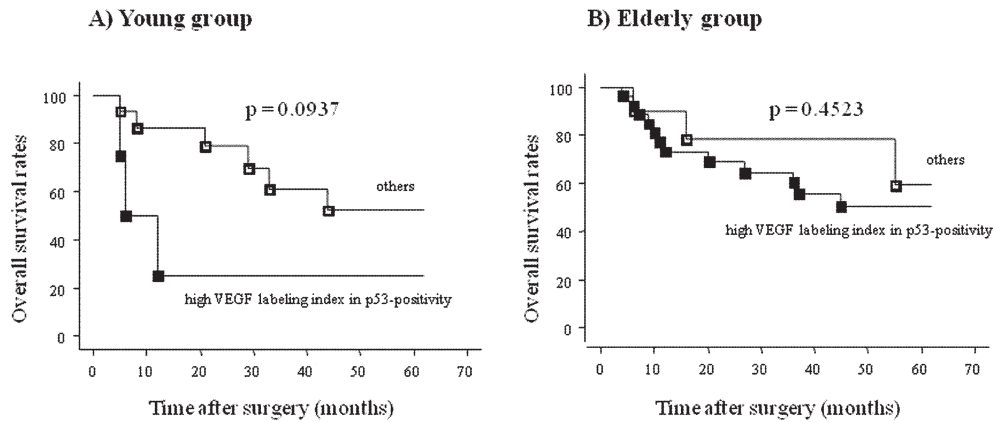 A) Young group
Overall survival rates
100
80
60
40
20
0
p = 0.0937
others
high VEGF labeling index in p53-positivity
0 10 20 30 40 50 60 70
Time after surgery (months)
B) Elderly group
Overall survival rates
100
80
60
40
20
0
p = 0.4523
others
high VEGF labeling index in p53-positivity
0 10 20 30 40 50 60 70
Time after surgery (months)